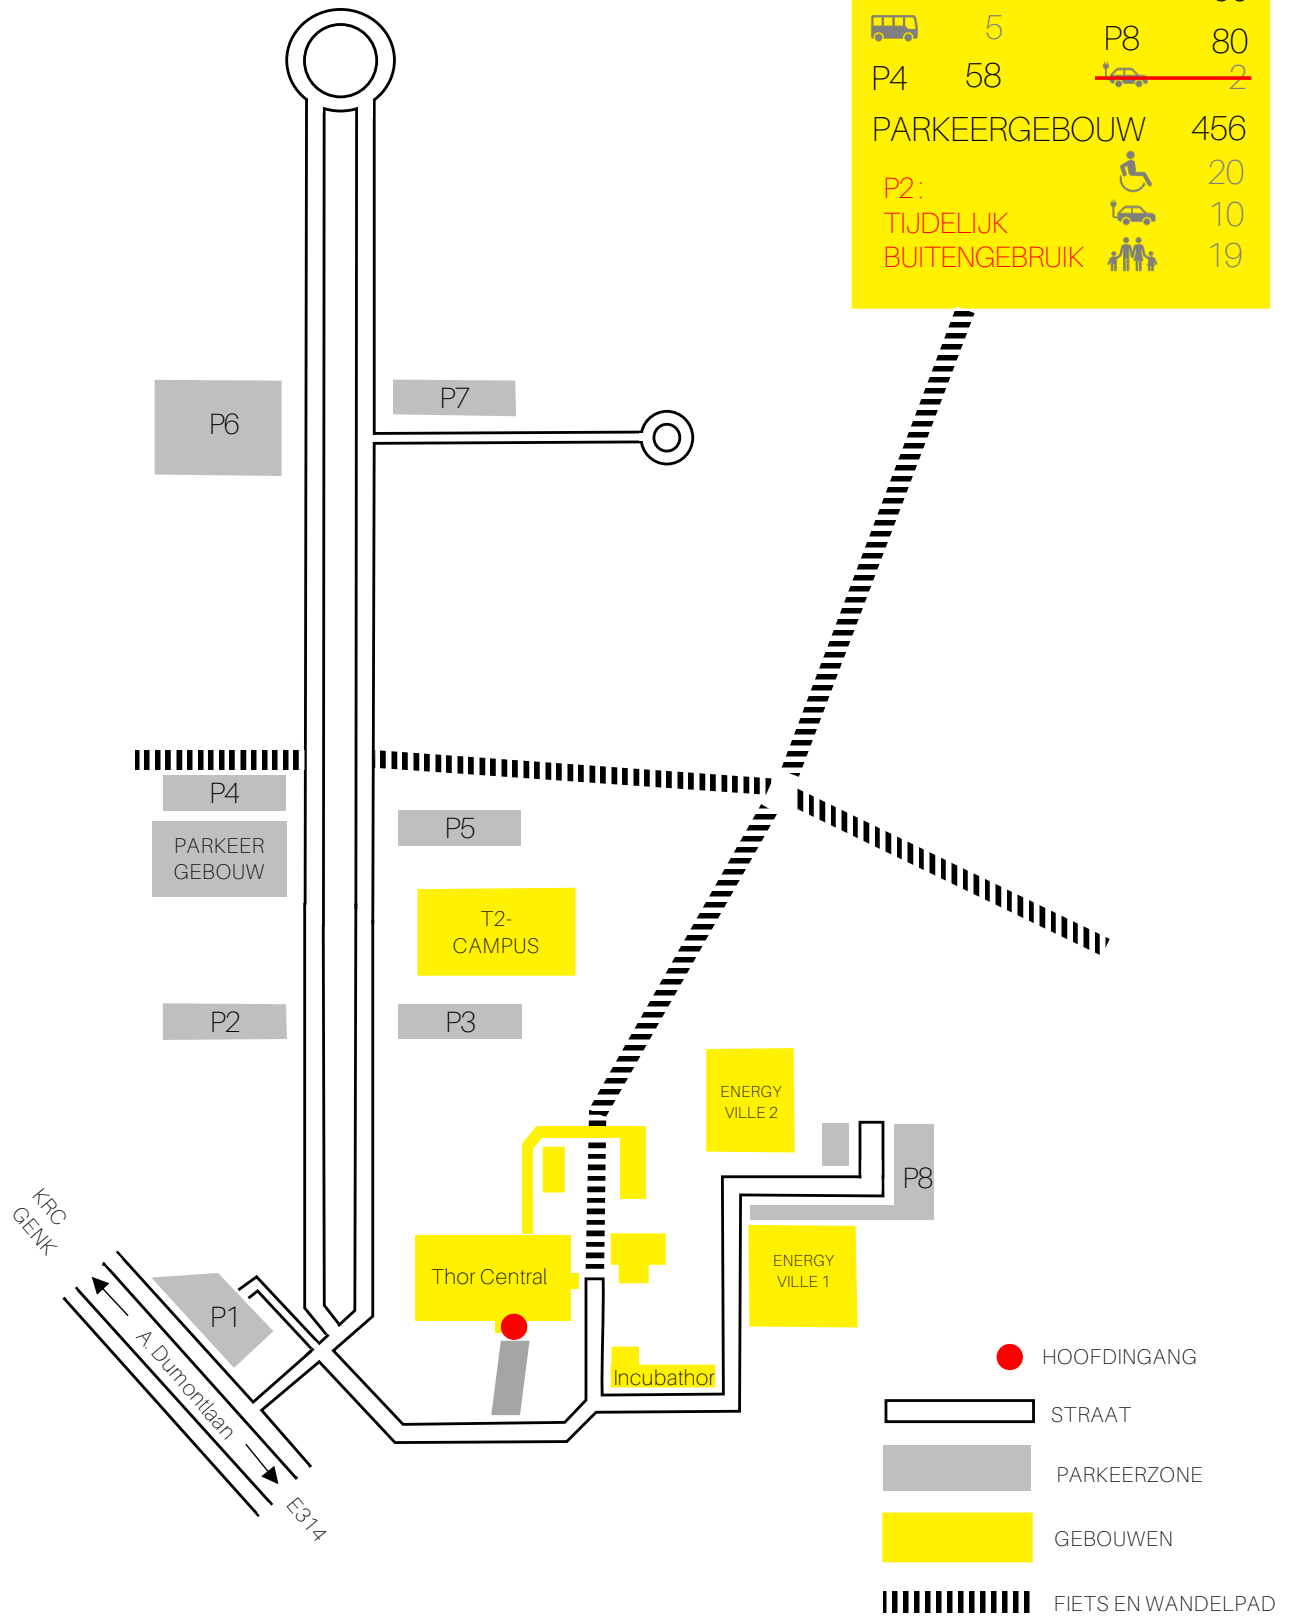 5
P8 80
P4 58
2
PARKEERGEBOUW 456
20
P2:
TIJDELIJK
BUITENGEBRUIK
10
19
P6
P7
P4
PARKEER
GEBOUW
P5
T2-
CAMPUS
P2
P3
ENERGY
VILLE 2
P8
KRC
GENK
Thor Central
ENERGY
VILLE 1
P1
A. Dumontlaan
Incubathor
E314
HOOFDINGANG
STRAAT
PARKEERZONE
GEBOUWEN
FIETS EN WANDELPAD